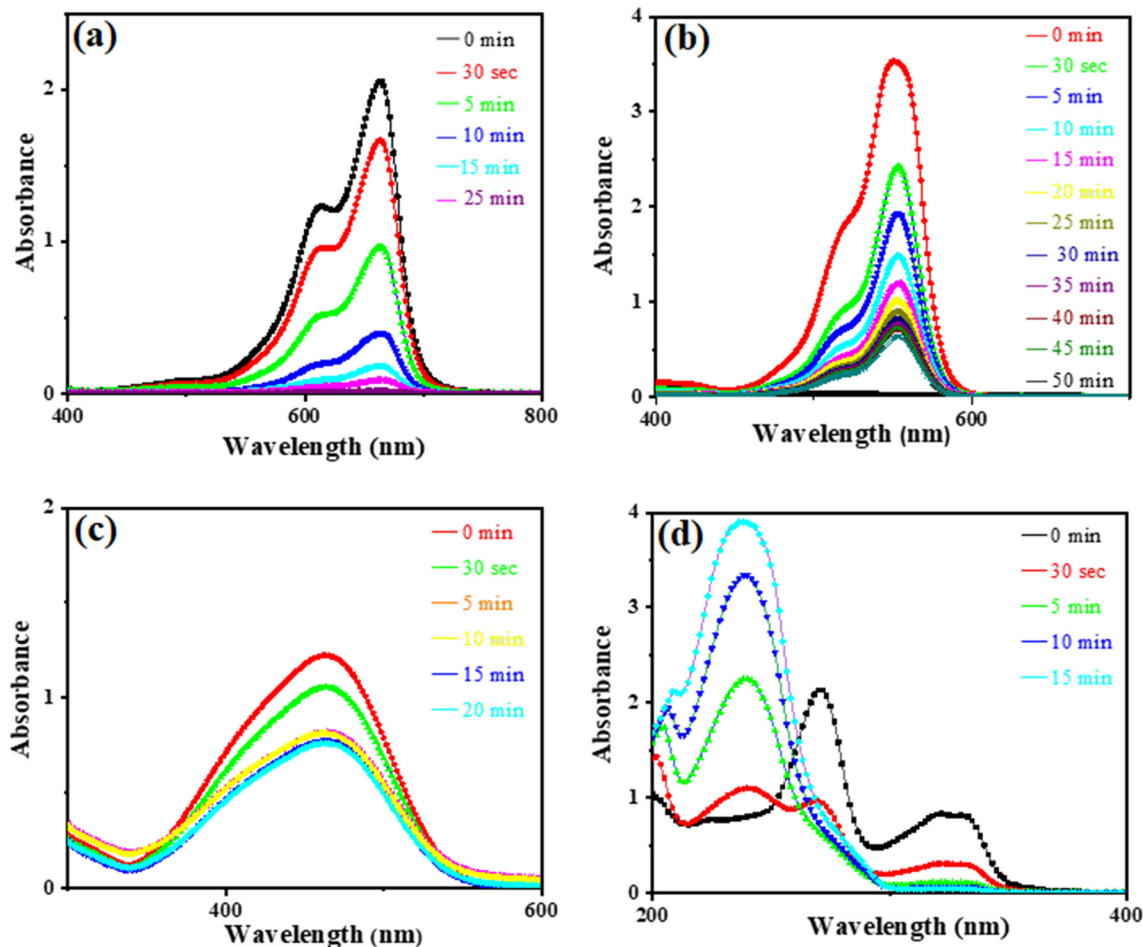 (a)
0 min
30 sec
5 min
10 min
15 min
25 min
2
1
0
400
600
800
Absorbance
Wavelength (nm)
(b)
0 min
30 sec
5 min
10 min
15 min
20 min
25 min
30 min
35 min
40 min
45 min
50 min
4
3
2
1
0
400
600
Absorbance
Wavelength (nm)
(c)
0 min
30 sec
5 min
10 min
15 min
20 min
2
1
0
400
600
Absorbance
Wavelength (nm)
(d)
0 min
30 sec
5 min
10 min
15 min
4
3
2
1
0
200
400
Absorbance
Wavelength (nm)